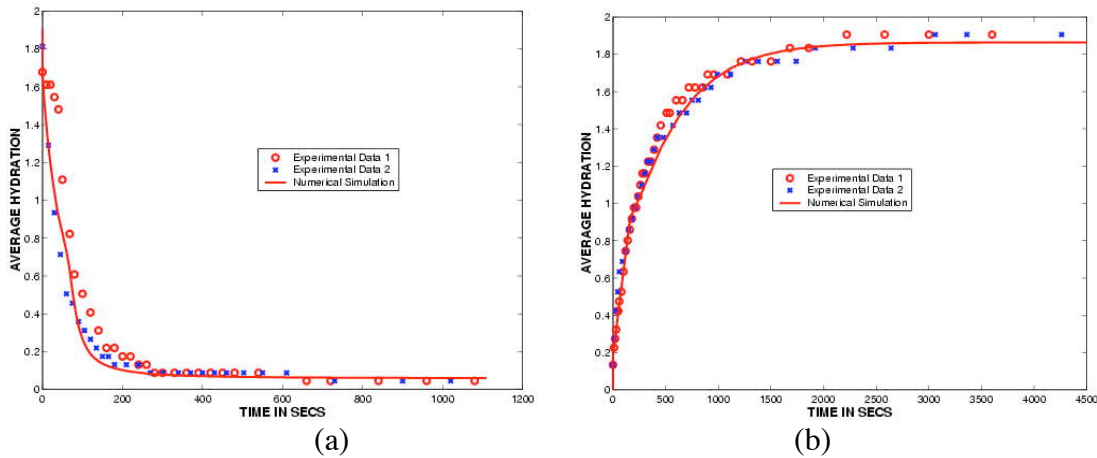 2
1.8
1.6
1.4
1.2
1
0.8
0.6
0.4
0.2
0
AVERAGE HYDRATION
Experimental Data 1
Experimental Data 2
Numerical Simulation
0 200 400 600 800 1000 1200
TIME IN SECS
(a)
2
1.8
1.6
1.4
1.2
1
0.8
0.6
0.4
0.2
0
AVERAGE HYDRATION
Experimental Data 1
Experimental Data 2
Numerical Simulation
0 500 1000 1500 2000 2500 3000 3500 4000 4500
TIME IN SECS
(b)